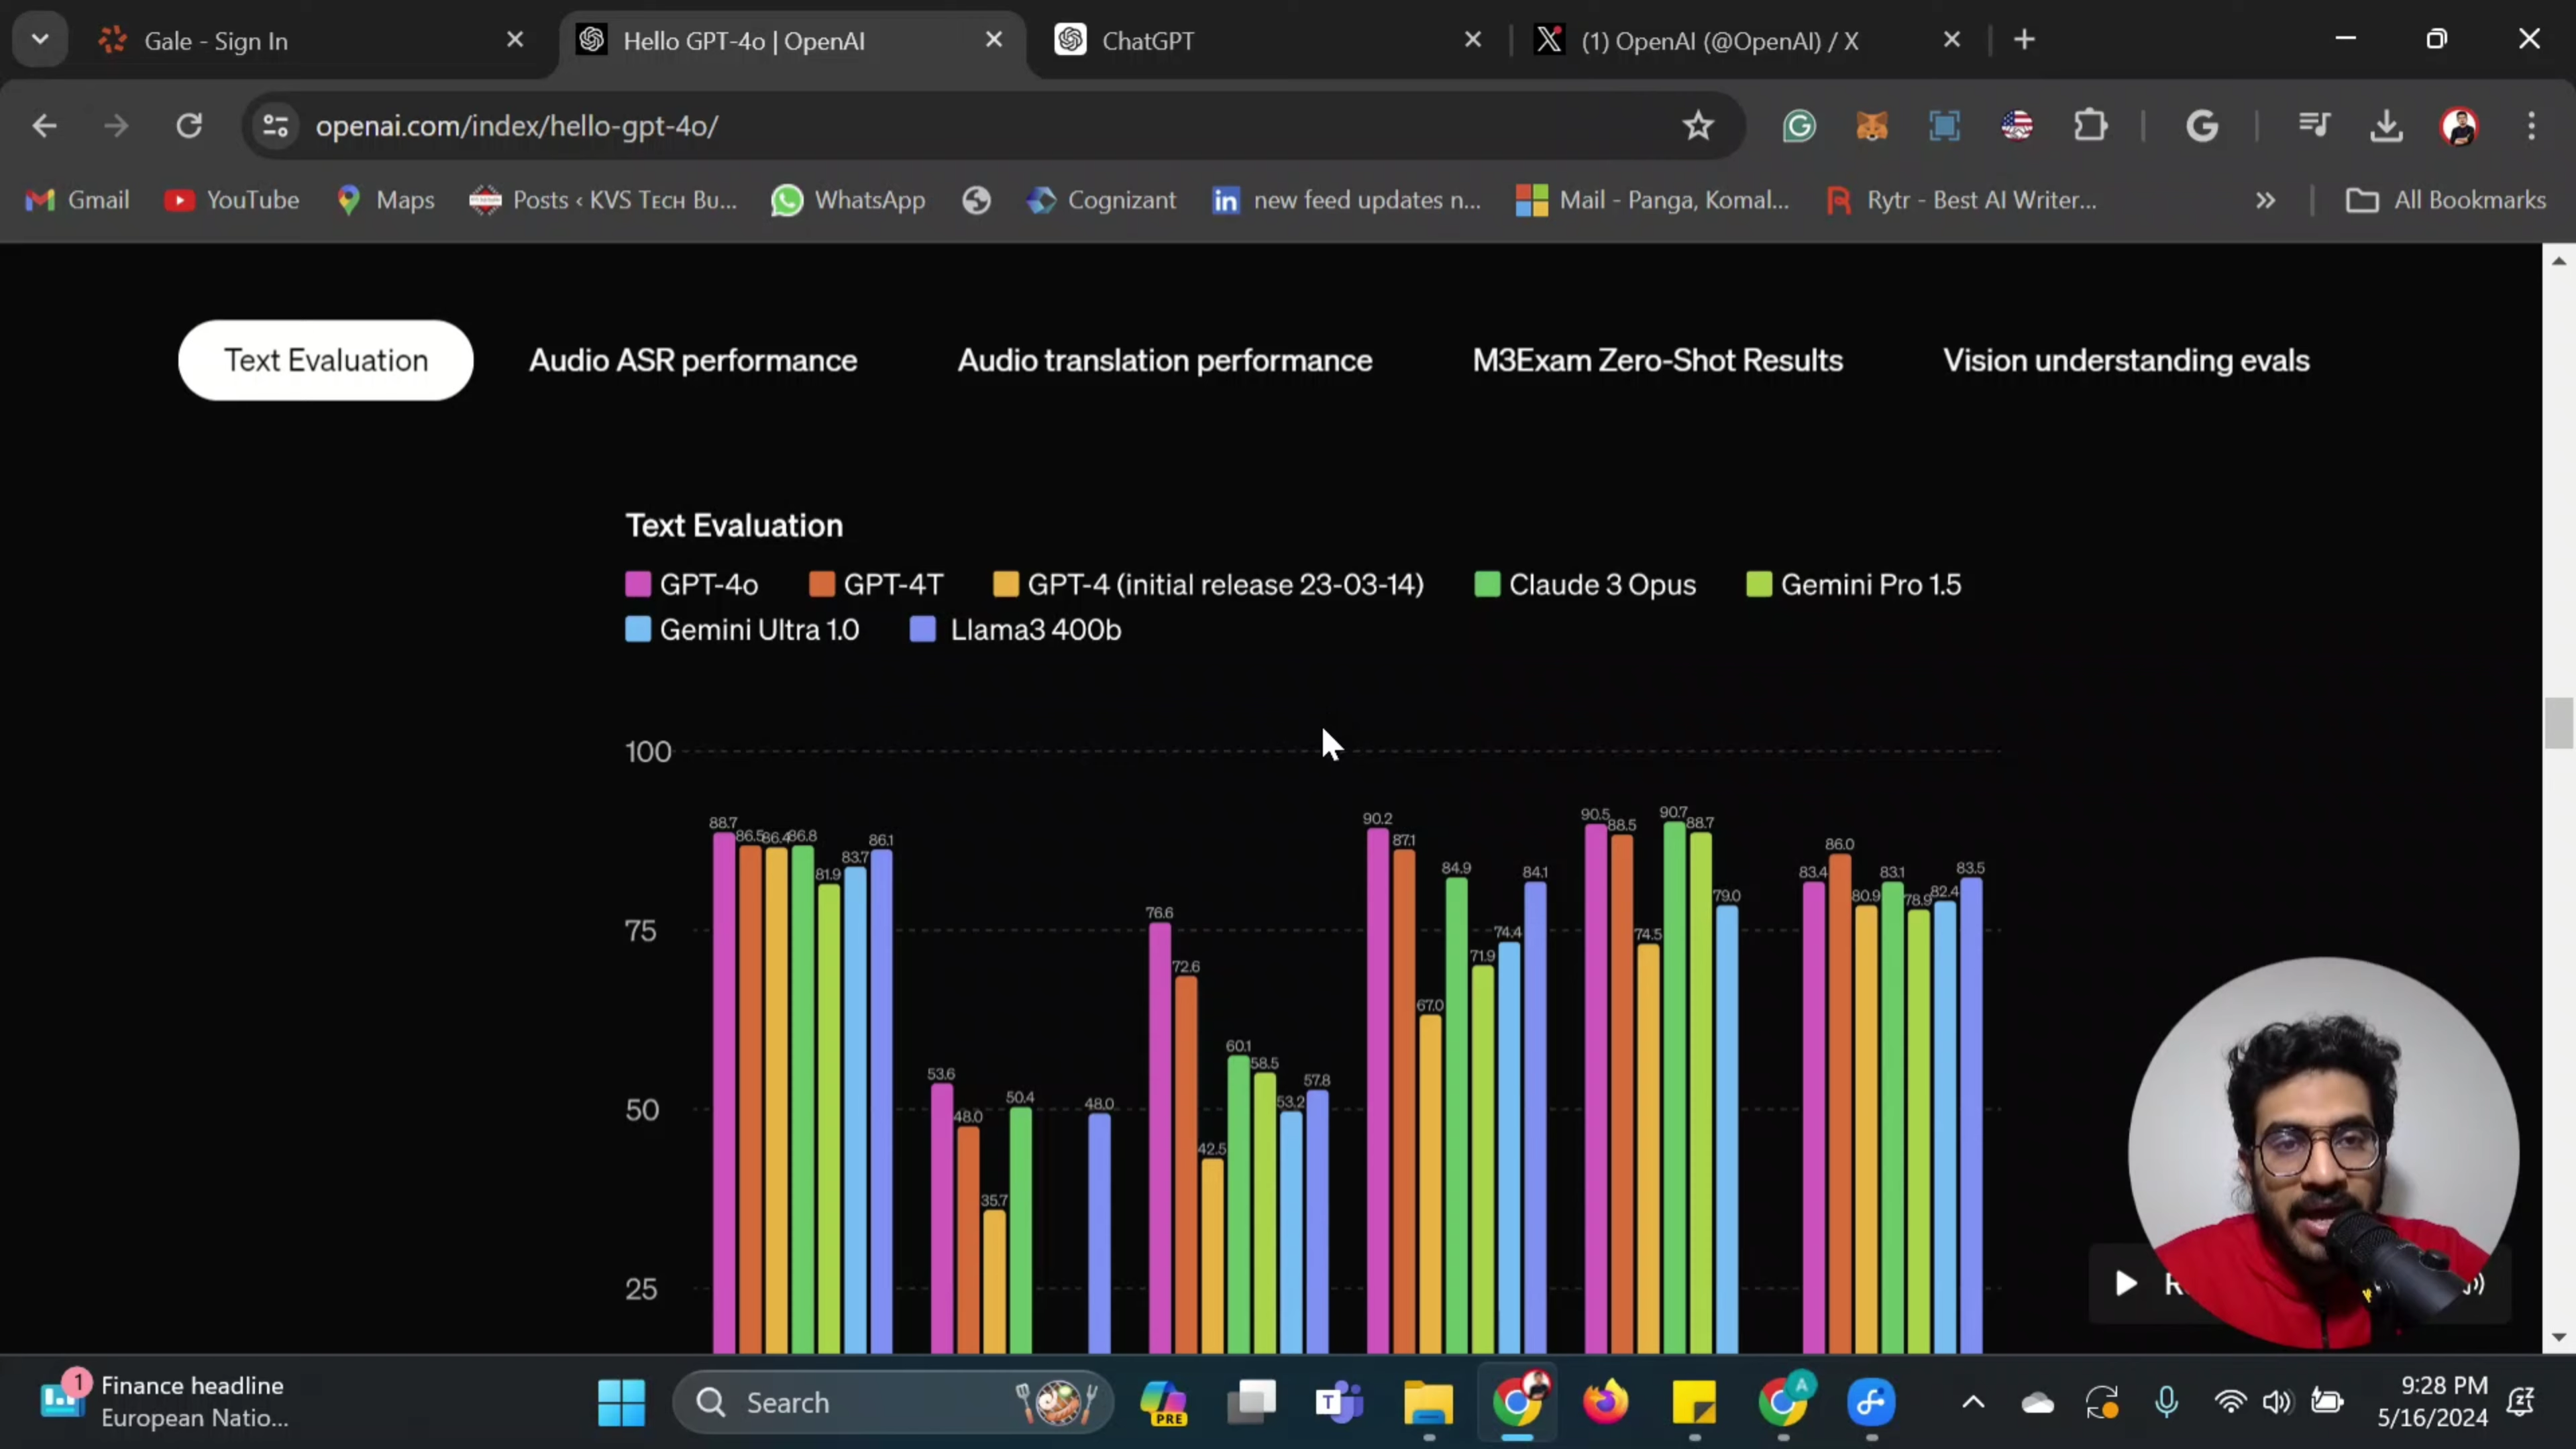 Gale - Sign In
Hello GPT-4o | OpenAI
ChatGPT
(1) OpenAI (@OpenAI) / X
openai.com/index/hello-gpt-4o/
Gmail
YouTube
Maps
Posts ‹ KVS Tech Bu...
WhatsApp
Cognizant
new feed updates n...
Mail - Panga, Komal...
Rytr - Best AI Writer...
All Bookmarks
Text Evaluation
Audio ASR performance
Audio translation performance
M3Exam Zero-Shot Results
Vision understanding evals
Text Evaluation
GPT-4o GPT-4T GPT-4 (initial release 23-03-14) Claude 3 Opus Gemini Pro 1.5
Gemini Ultra 1.0 Llama3 400b
100
75
50
25
88.7 86.5 86.4 86.8 81.9 83.7 86.1
53.6 48.0 35.7 50.4 48.0
76.6 72.6 42.5 60.1 58.5 53.2 57.8
90.2 87.1 67.0 84.9 71.9 74.4 84.1
90.5 88.5 74.5 90.7 88.7 79.0
83.4 86.0 80.9 83.1 78.9 82.4 83.5
1
Finance headline
European Natio...
Search
PRE
A
9:28 PM
5/16/2024